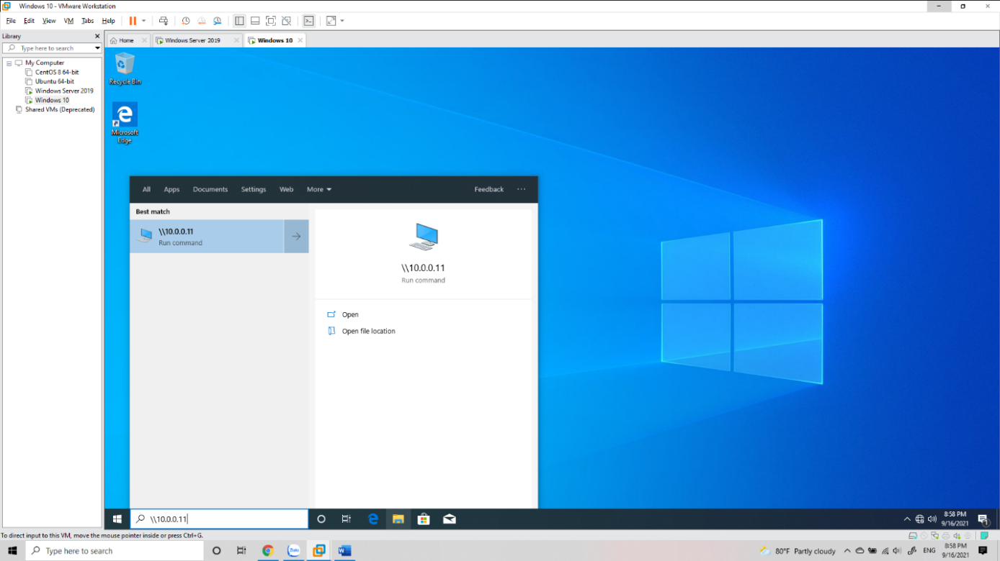 Windows 10 - VMware Workstation
File Edit View VM Tabs Help
Library
Type here to search
My Computer
CentOS 8 64-bit
Ubuntu 64-bit
Windows Server 2019
Windows 10
Shared VMs (Deprecated)
Home
Windows Server 2019
Windows 10
Recycle Bin
Microsoft
Edge
All Apps Documents Settings Web More Feedback
Best match
\\10.0.0.11
Run command
\\10.0.0.11
Run command
Open
Open file location
\\10.0.0.11
8:58 PM
9/16/2021
1
To direct input to this VM, move the mouse pointer inside or press Ctrl+G.
Type here to search
Zalo
W
80°F Partly cloudy
ENG
8:58 PM
9/16/2021